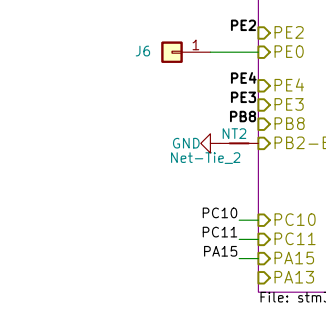 PE2
PE2
J6
1
PE0
PE4
PE4
PE3
PE3
PB8
PB8
NT2
GND
PB2-
Net-Tie_2
PC10
PC10
PC11
PC11
PA15
PA15
PA13
File: stm